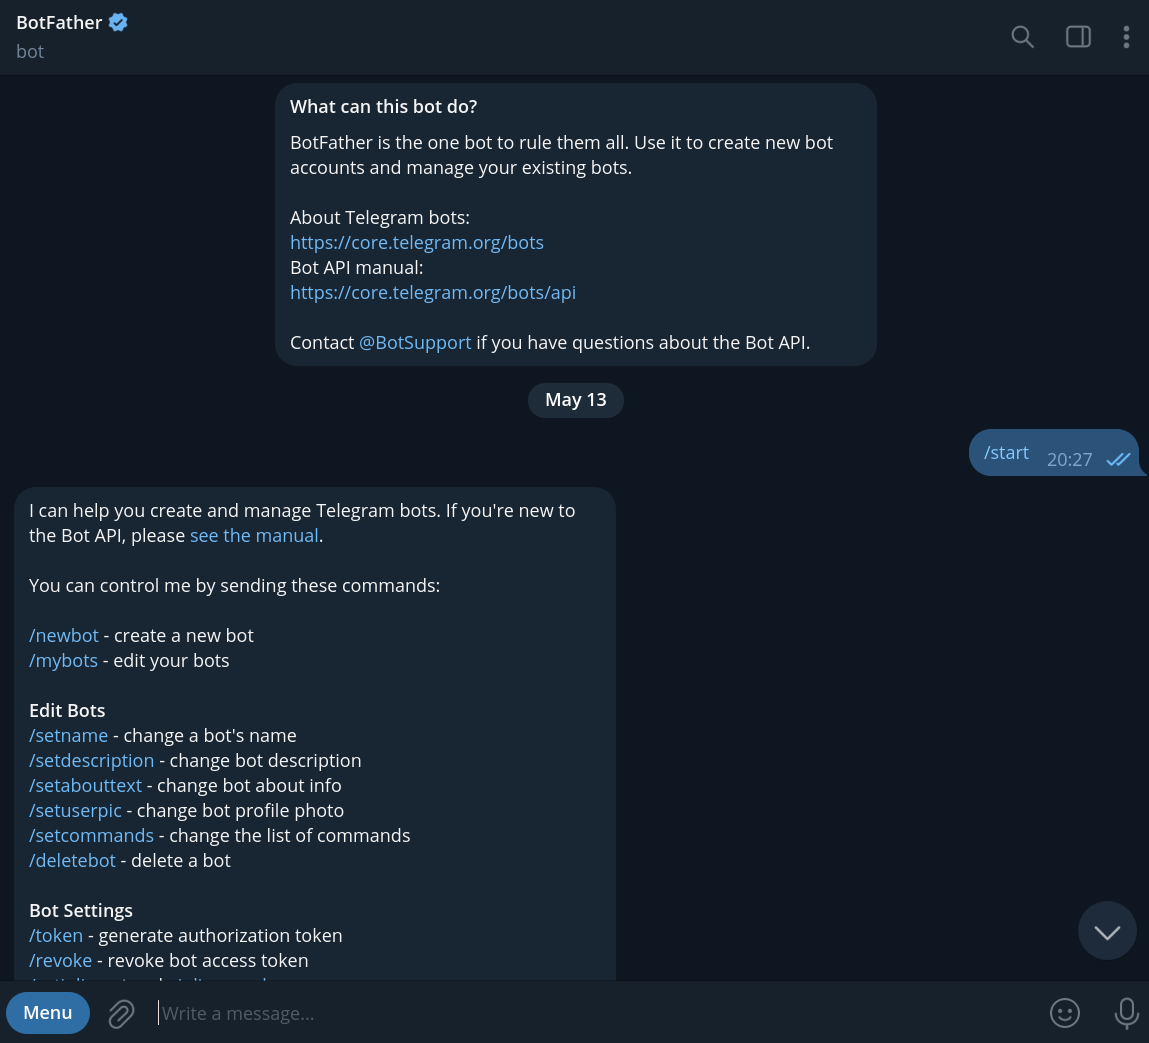 BotFather
bot
What can this bot do?
BotFather is the one bot to rule them all. Use it to create new bot
accounts and manage your existing bots.
About Telegram bots:
https://core.telegram.org/bots
Bot API manual:
https://core.telegram.org/bots/api
Contact @BotSupport if you have questions about the Bot API.
May 13
/start 20:27
I can help you create and manage Telegram bots. If you're new to
the Bot API, please see the manual.
You can control me by sending these commands:
/newbot - create a new bot
/mybots - edit your bots
Edit Bots
/setname - change a bot's name
/setdescription - change bot description
/setabouttext - change bot about info
/setuserpic - change bot profile photo
/setcommands - change the list of commands
/deletebot - delete a bot
Bot Settings
/token - generate authorization token
/revoke - revoke bot access token
Menu
Write a message...